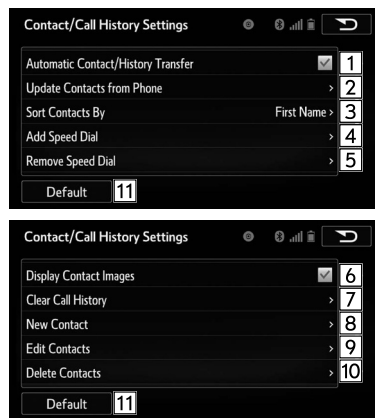 Contact/Call History Settings
Automatic Contact/History Transfer 1
Update Contacts from Phone > 2
Sort Contacts By First Name > 3
Add Speed Dial > 4
Remove Speed Dial > 5
Default 11
Contact/Call History Settings
Display Contact Images 6
Clear Call History > 7
New Contact > 8
Edit Contacts > 9
Delete Contacts > 10
Default 11